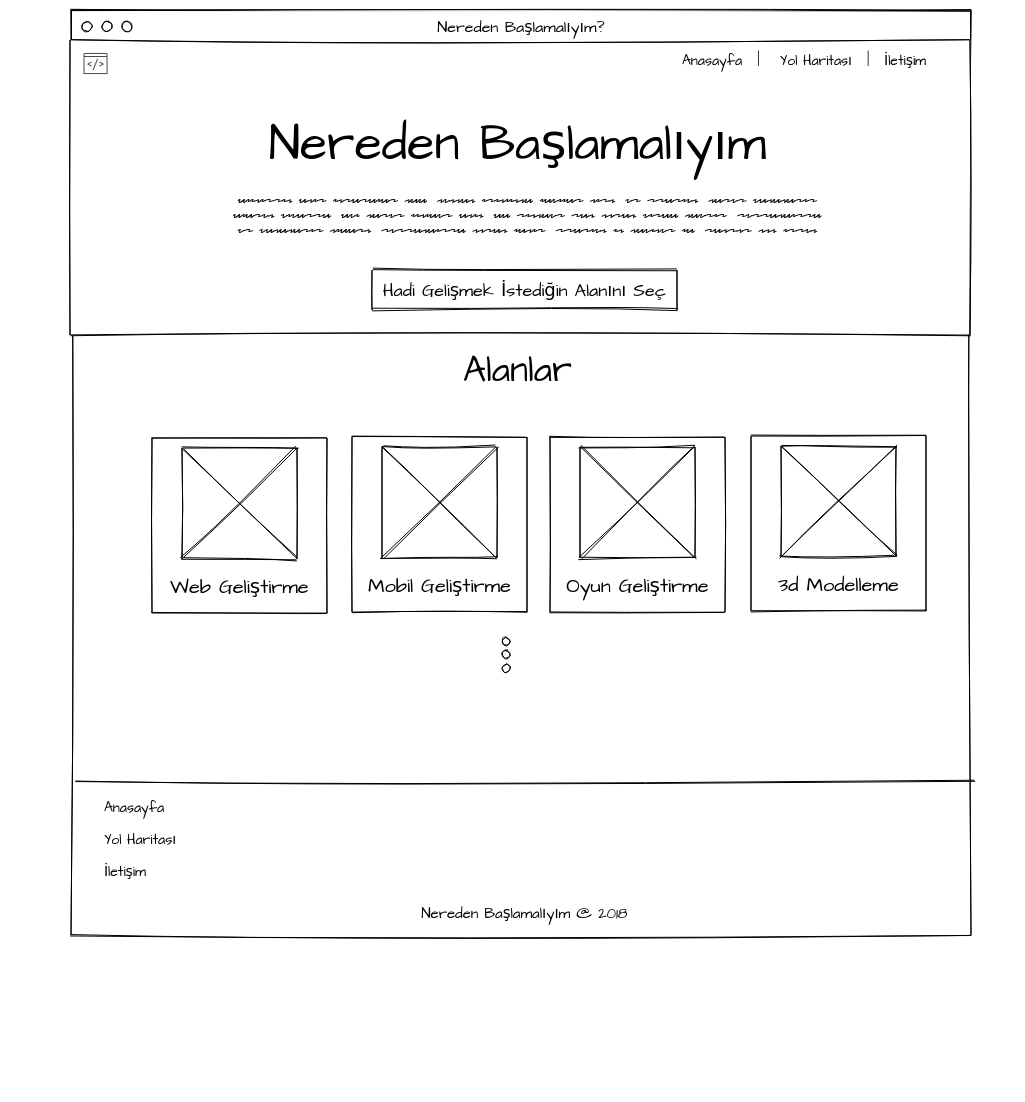 Nereden Başlamalıyım?
</>
Anasayfa | Yol Haritası | İletişim
Nereden Başlamalıyım
Hadi Gelişmek İstediğin Alanını Seç
Alanlar
Web Geliştirme
Mobil Geliştirme
Oyun Geliştirme
3d Modelleme
Anasayfa
Yol Haritası
İletişim
Nereden Başlamalıyım @ 2018